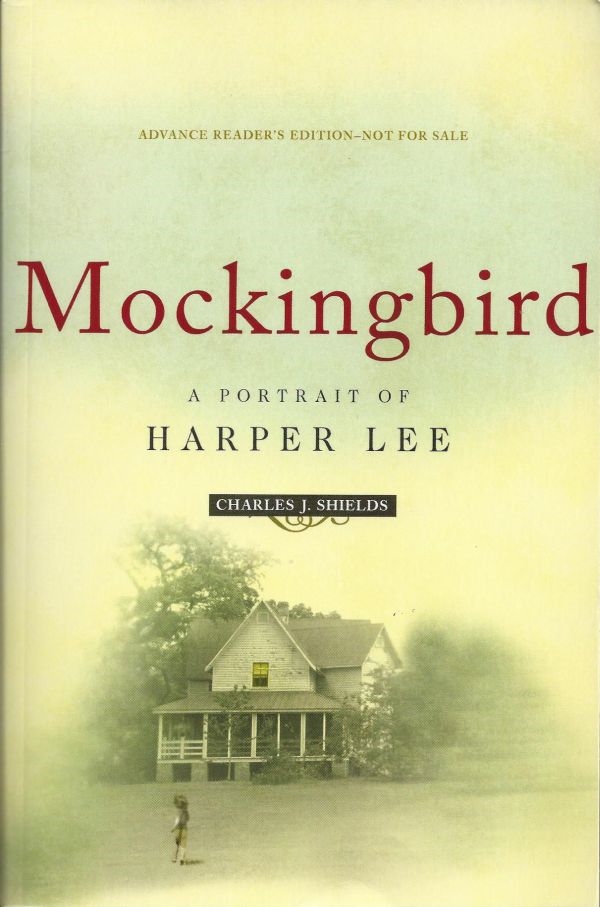 ADVANCE READER'S EDITION–NOT FOR SALE
Mockingbird
A PORTRAIT OF
HARPER LEE
CHARLES J. SHIELDS